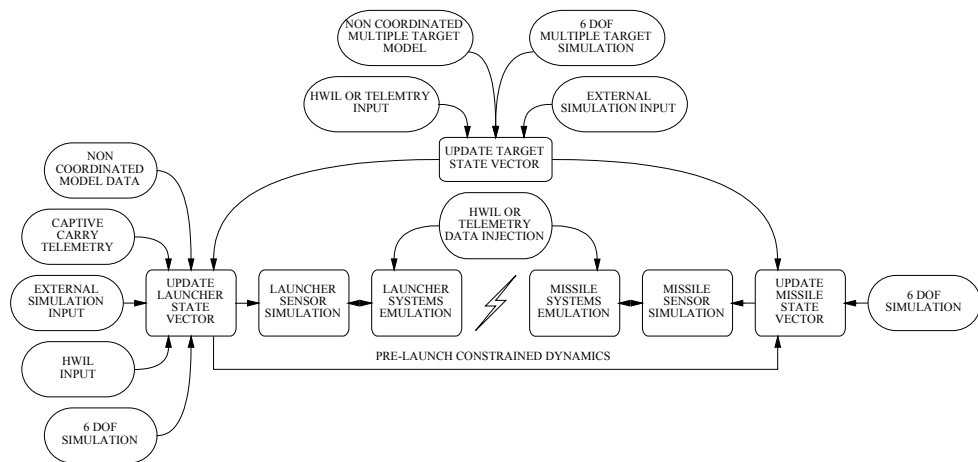 NON COORDINATED
MULTIPLE TARGET
MODEL
6 DOF
MULTIPLE TARGET
SIMULATION
HWIL OR TELEMTRY
INPUT
EXTERNAL
SIMULATION INPUT
UPDATE TARGET
STATE VECTOR
NON
COORDINATED
MODEL DATA
CAPTIVE
CARRY
TELEMETRY
HWIL OR
TELEMETRY
DATA INJECTION
EXTERNAL
SIMULATION
INPUT
UPDATE
LAUNCHER
STATE
VECTOR
LAUNCHER
SENSOR
SIMULATION
LAUNCHER
SYSTEMS
EMULATION
MISSILE
SYSTEMS
EMULATION
MISSILE
SENSOR
SIMULATION
UPDATE
MISSILE
STATE
VECTOR
6 DOF
SIMULATION
HWIL
INPUT
PRE-LAUNCH CONSTRAINED DYNAMICS
6 DOF
SIMULATION